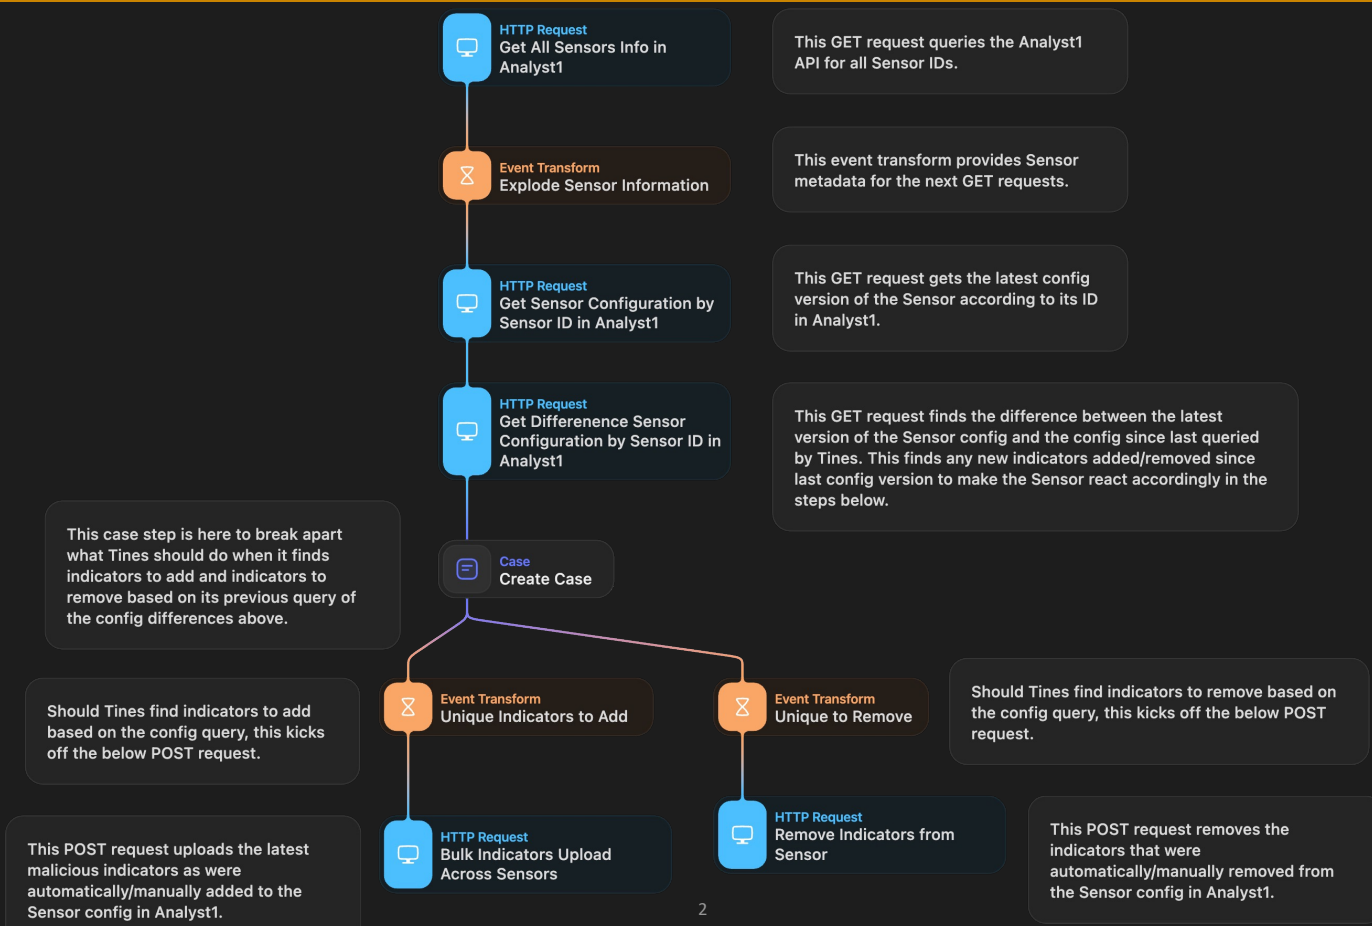 HTTP Request
Get All Sensors Info in
Analyst1
This GET request queries the Analyst1
API for all Sensor IDs.
Event Transform
Explode Sensor Information
This event transform provides Sensor
metadata for the next GET requests.
HTTP Request
Get Sensor Configuration by
Sensor ID in Analyst1
This GET request gets the latest config
version of the Sensor according to its ID
in Analyst1.
HTTP Request
Get Differenence Sensor
Configuration by Sensor ID in
Analyst1
This GET request finds the difference between the latest
version of the Sensor config and the config since last queried
by Tines. This finds any new indicators added/removed since
last config version to make the Sensor react accordingly in the
steps below.
This case step is here to break apart
what Tines should do when it finds
indicators to add and indicators to
remove based on its previous query of
the config differences above.
Case
Create Case
Should Tines find indicators to add
based on the config query, this kicks
off the below POST request.
Event Transform
Unique Indicators to Add
Event Transform
Unique to Remove
Should Tines find indicators to remove based on
the config query, this kicks off the below POST
request.
This POST request uploads the latest
malicious indicators as were
automatically/manually added to the
Sensor config in Analyst1.
HTTP Request
Bulk Indicators Upload
Across Sensors
HTTP Request
Remove Indicators from
Sensor
This POST request removes the
indicators that were
automatically/manually removed from
the Sensor config in Analyst1.
2